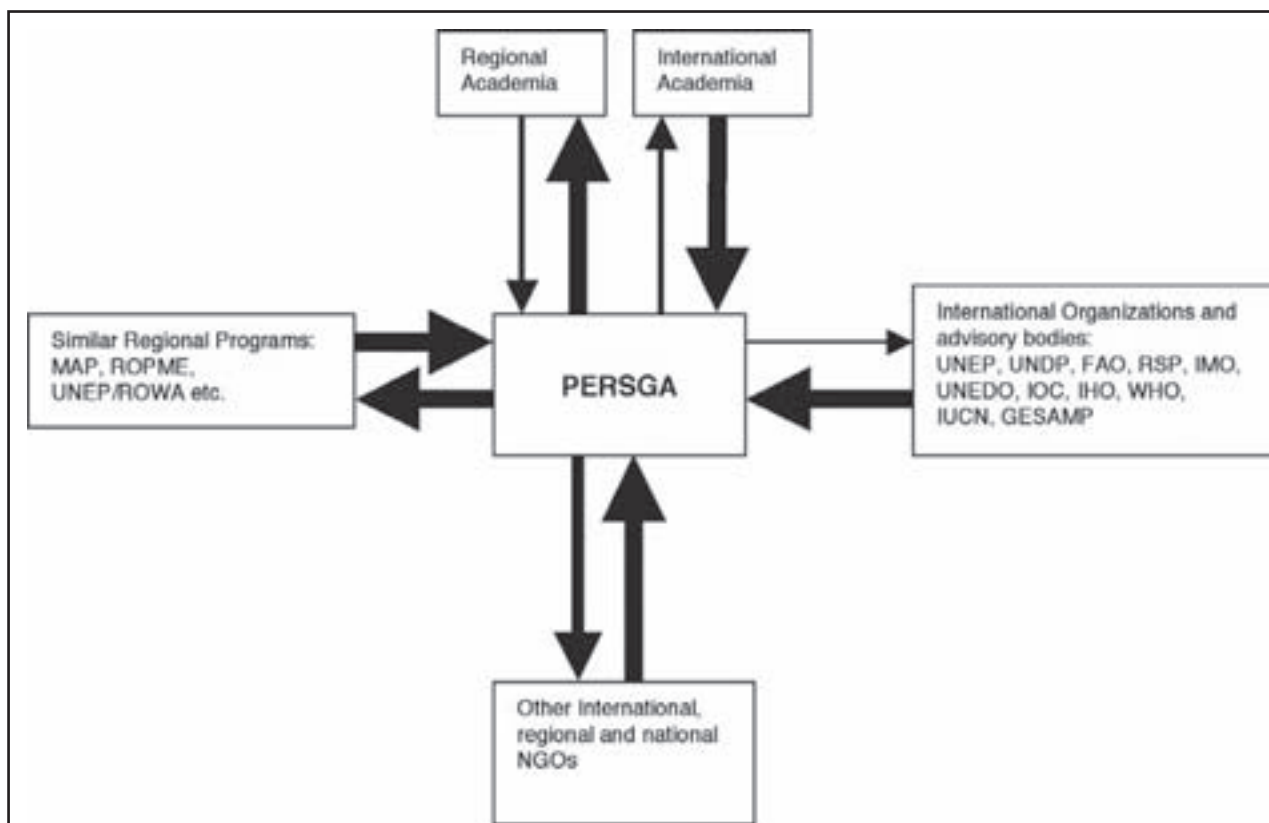 Regional
Academia
International
Academia
Similar Regional Programs:
MAP, ROPME,
UNEP/ROWA etc.
PERSGA
International Organizations and
advisory bodies:
UNEP, UNDP, FAO, RSP, IMO,
UNEDO, IOC, IHO, WHO,
IUCN, GESAMP
Other International,
regional and national
NGOs